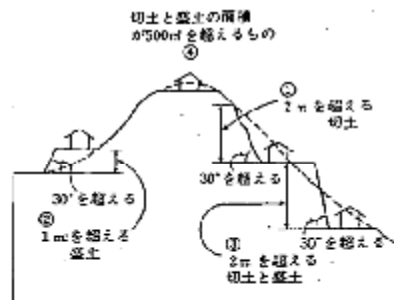 切土と盛土の面積
が500㎡を超えるもの
④
①
2mを超える
切土
30°を超える
30°を超える
②
1mを超える
盛土
③
2mを超える
切土と盛土
30°を超える